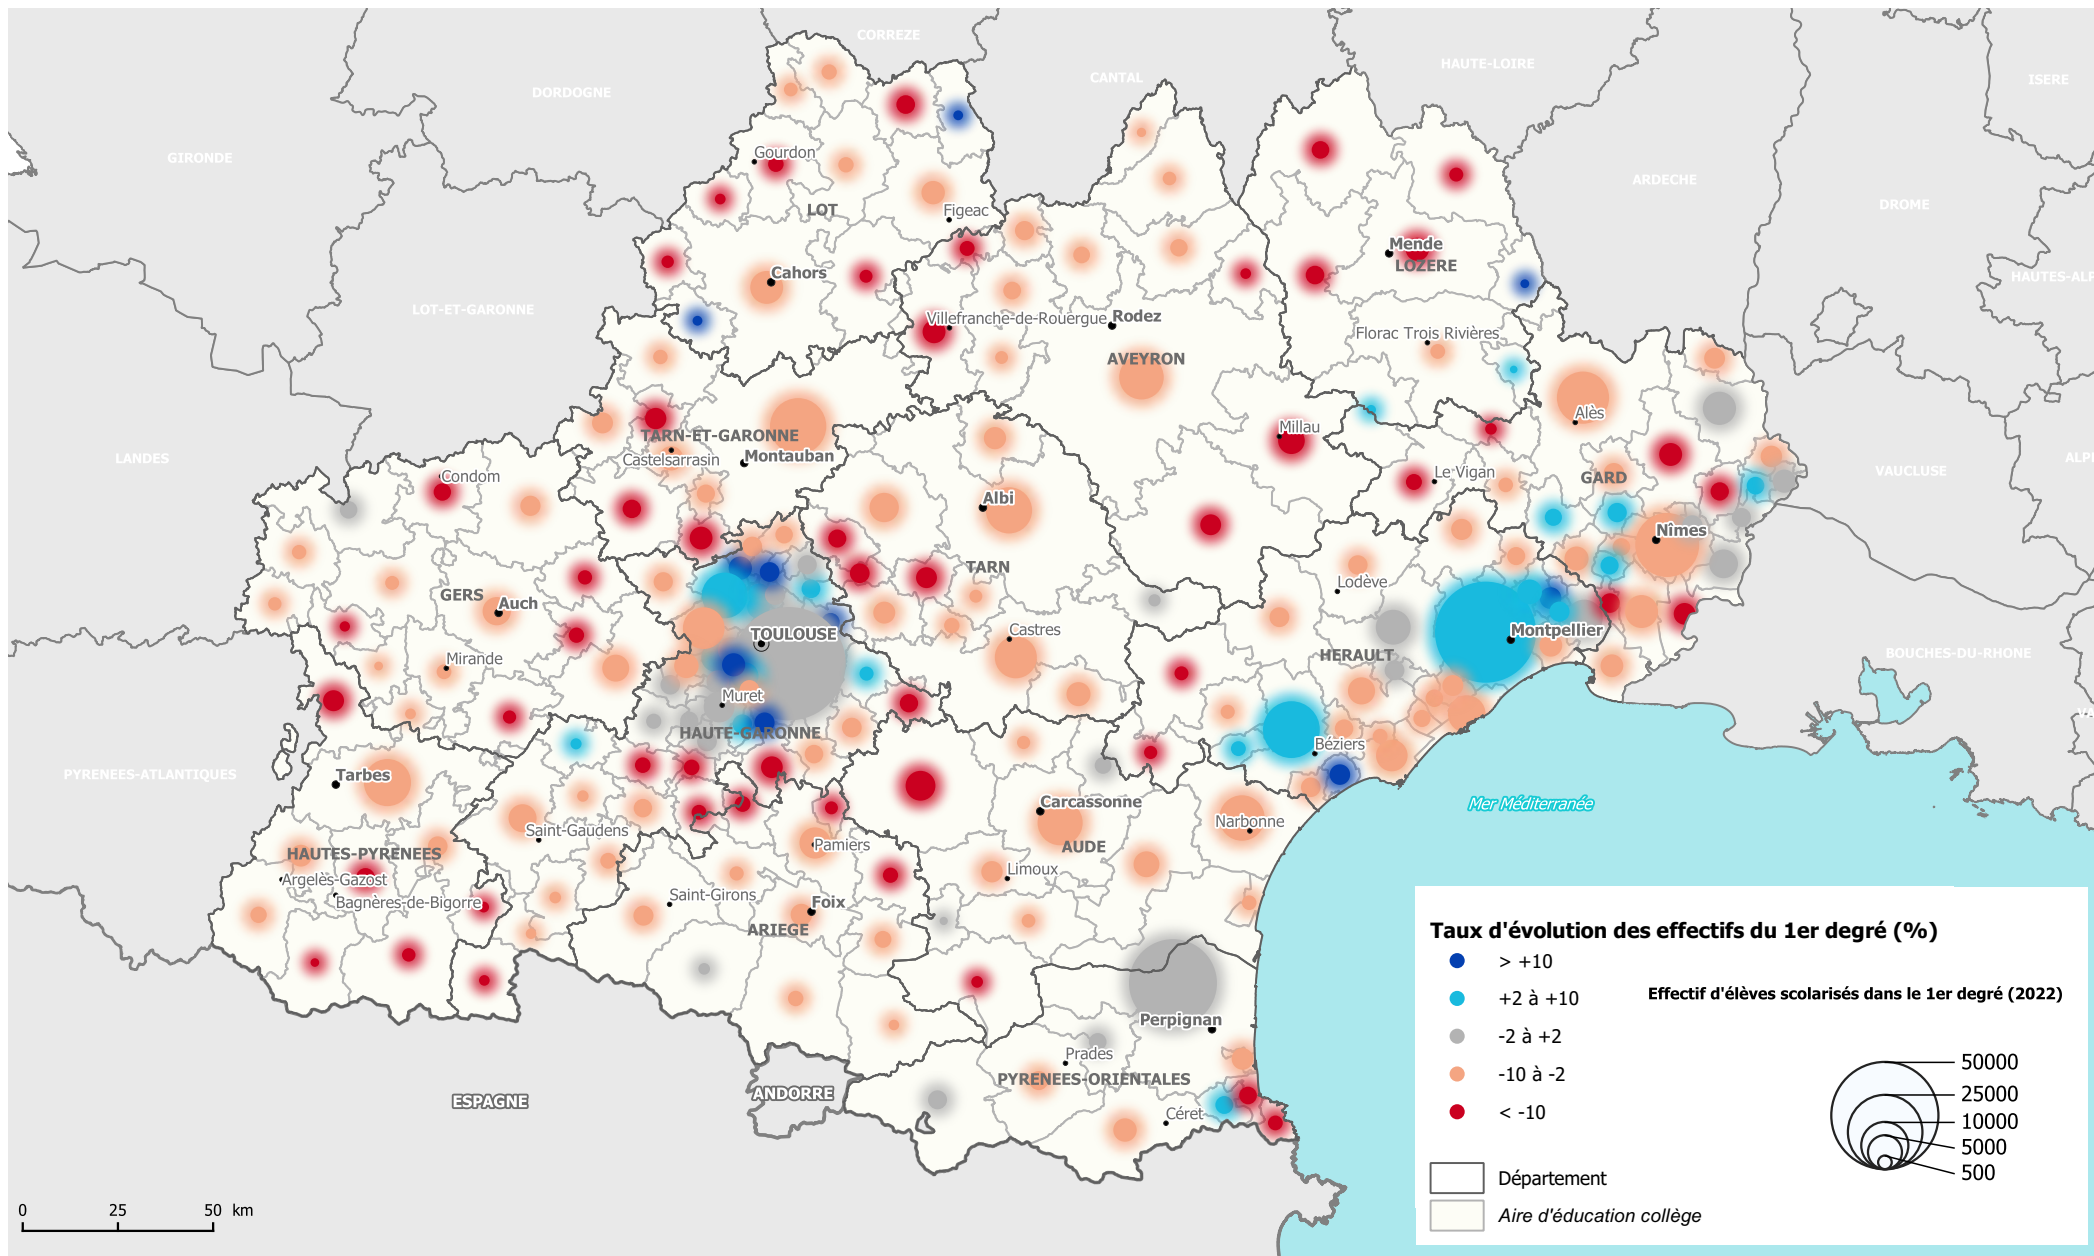 CORREZE
HAUTE-LOIRE
CANTAL
ISERE
DORDOGNE
GIRONDE
Gourdon
ARDECHE
DROME
LOT
Figeac
Mende
LOZERE
Cahors
HAUTES-ALP
LOT-ET-GARONNE
Villefranche-de-Rouergue
Rodez
Florac Trois Rivières
AVEYRON
Alès
Millau
TARN-ET-GARONNE
Montauban
Castelsarrasin
LANDES
ALP
Condom
Le Vigan
GARD
VAUCLUSE
Albi
Nîmes
TARN
Lodève
GERS
Auch
TOULOUSE
Castres
Montpellier
HERAULT
BOUCHES-DU-RHONE
Mirande
Muret
VA
HAUTE-GARONNE
Béziers
PYRENEES-ATLANTIQUES
Tarbes
Carcassonne
Mer Méditerranée
Narbonne
Saint-Gaudens
HAUTES-PYRENEES
Pamiers
AUDE
Argelès-Gazost
Limoux
Bagnères-de-Bigorre
Saint-Girons
Foix
ARIEGE
Perpignan
Prades
PYRENEES-ORIENTALES
ANDORRE
ESPAGNE
Céret
Taux d'évolution des effectifs du 1er degré (%)
> +10
+2 à +10
-2 à +2
-10 à -2
< -10
Effectif d'élèves scolarisés dans le 1er degré (2022)
50000
25000
10000
5000
500
Département
Aire d'éducation collège
0 25 50 km